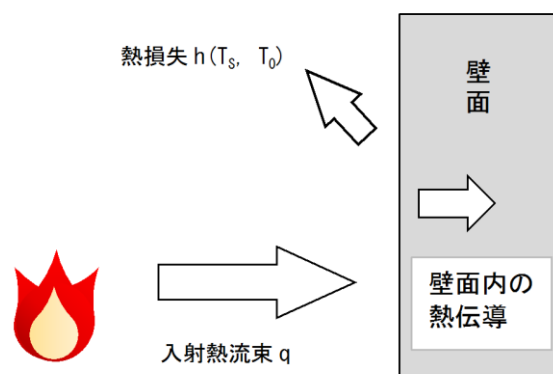 熱損失 h(Ts, T0)
壁
面
壁面内の
熱伝導
入射熱流束 q